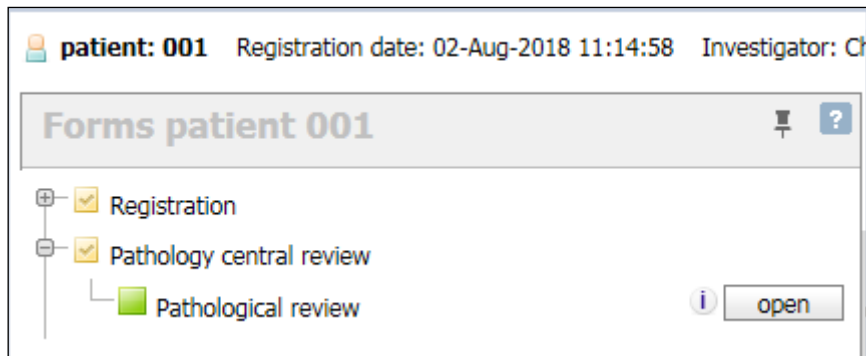 patient: 001 Registration date: 02-Aug-2018 11:14:58 Investigator:
Forms patient 001 ?
Registration
Pathology central review
Pathological review i open